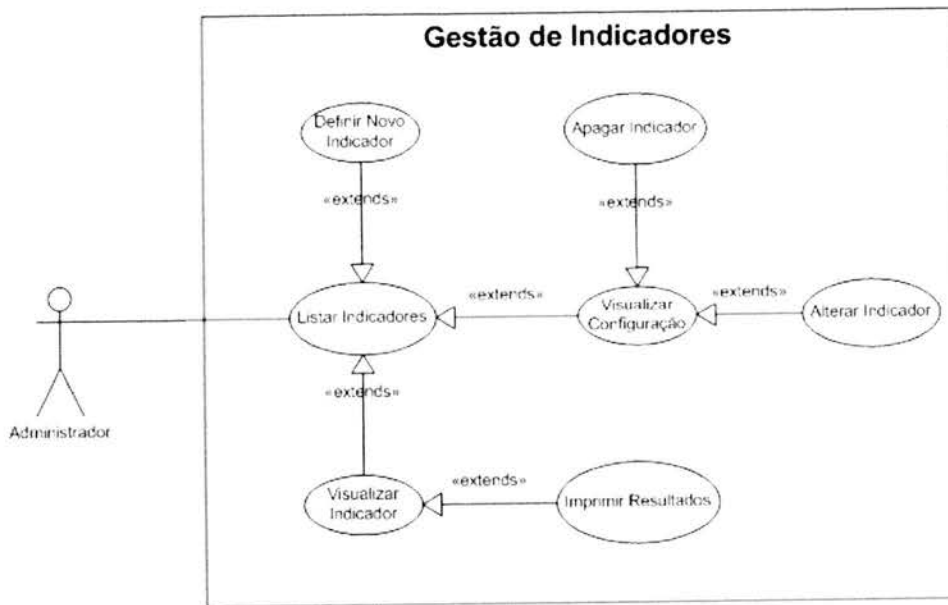 Gestão de Indicadores
Definir Novo
Indicador
Apagar Indicador
«extends»
«extends»
«extends»
«extends»
Listar Indicadores
Visualizar
Configuração
Alterar Indicador
«extends»
Administrador
«extends»
Visualizar
Indicador
Imprimir Resultados